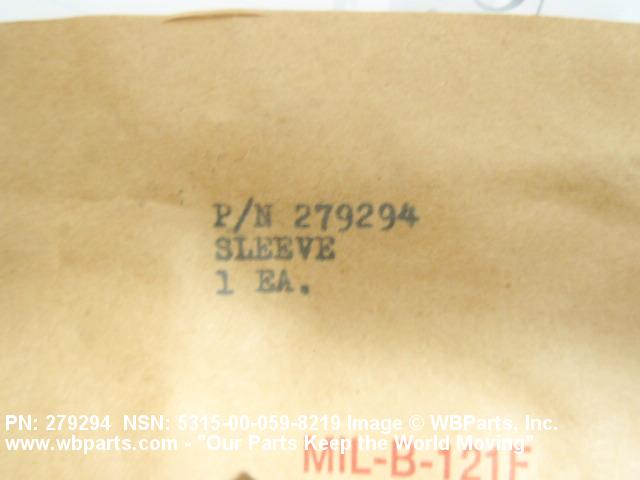 P/N 279294
SLEEVE
1 EA.
PN: 279294 NSN: 5315-00-059-8219 Image © WBParts, Inc.
www.wbparts.com - "Our Parts Keep the World Moving"
MIL-B-121F